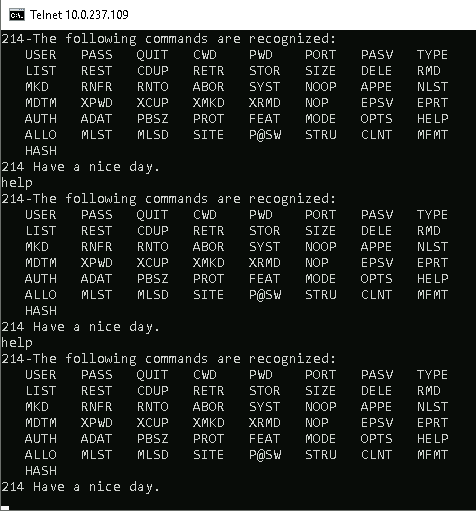 Telnet 10.0.237.109
214-The following commands are recognized:
USER PASS QUIT CWD PWD PORT PASV TYPE
LIST REST CDUP RETR STOR SIZE DELE RMD
MKD RNFR RNTO ABOR SYST NOOP APPE NLST
MDTM XPWD XCUP XMKD XRMD NOP EPSV EPRT
AUTH ADAT PBSZ PROT FEAT MODE OPTS HELP
ALLO MLST MLSD SITE P@SW STRU CLNT MFMT
HASH
214 Have a nice day.
help
214-The following commands are recognized:
USER PASS QUIT CWD PWD PORT PASV TYPE
LIST REST CDUP RETR STOR SIZE DELE RMD
MKD RNFR RNTO ABOR SYST NOOP APPE NLST
MDTM XPWD XCUP XMKD XRMD NOP EPSV EPRT
AUTH ADAT PBSZ PROT FEAT MODE OPTS HELP
ALLO MLST MLSD SITE P@SW STRU CLNT MFMT
HASH
214 Have a nice day.
help
214-The following commands are recognized:
USER PASS QUIT CWD PWD PORT PASV TYPE
LIST REST CDUP RETR STOR SIZE DELE RMD
MKD RNFR RNTO ABOR SYST NOOP APPE NLST
MDTM XPWD XCUP XMKD XRMD NOP EPSV EPRT
AUTH ADAT PBSZ PROT FEAT MODE OPTS HELP
ALLO MLST MLSD SITE P@SW STRU CLNT MFMT
HASH
214 Have a nice day.